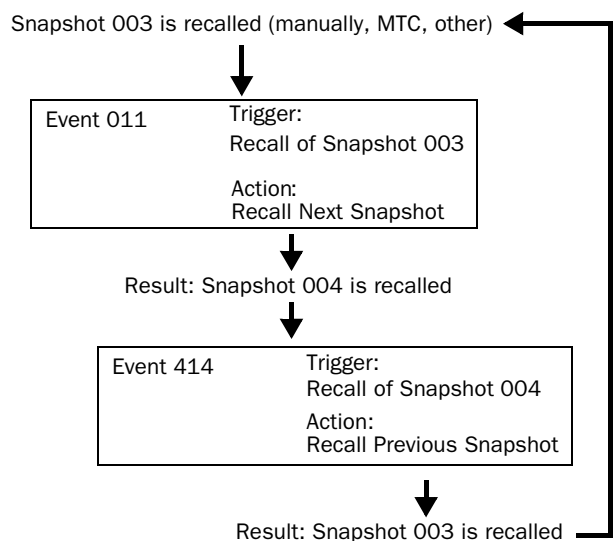 Snapshot 003 is recalled (manually, MTC, other)
Event 011
Trigger:
Recall of Snapshot 003
Action:
Recall Next Snapshot
Result: Snapshot 004 is recalled
Event 414
Trigger:
Recall of Snapshot 004
Action:
Recall Previous Snapshot
Result: Snapshot 003 is recalled